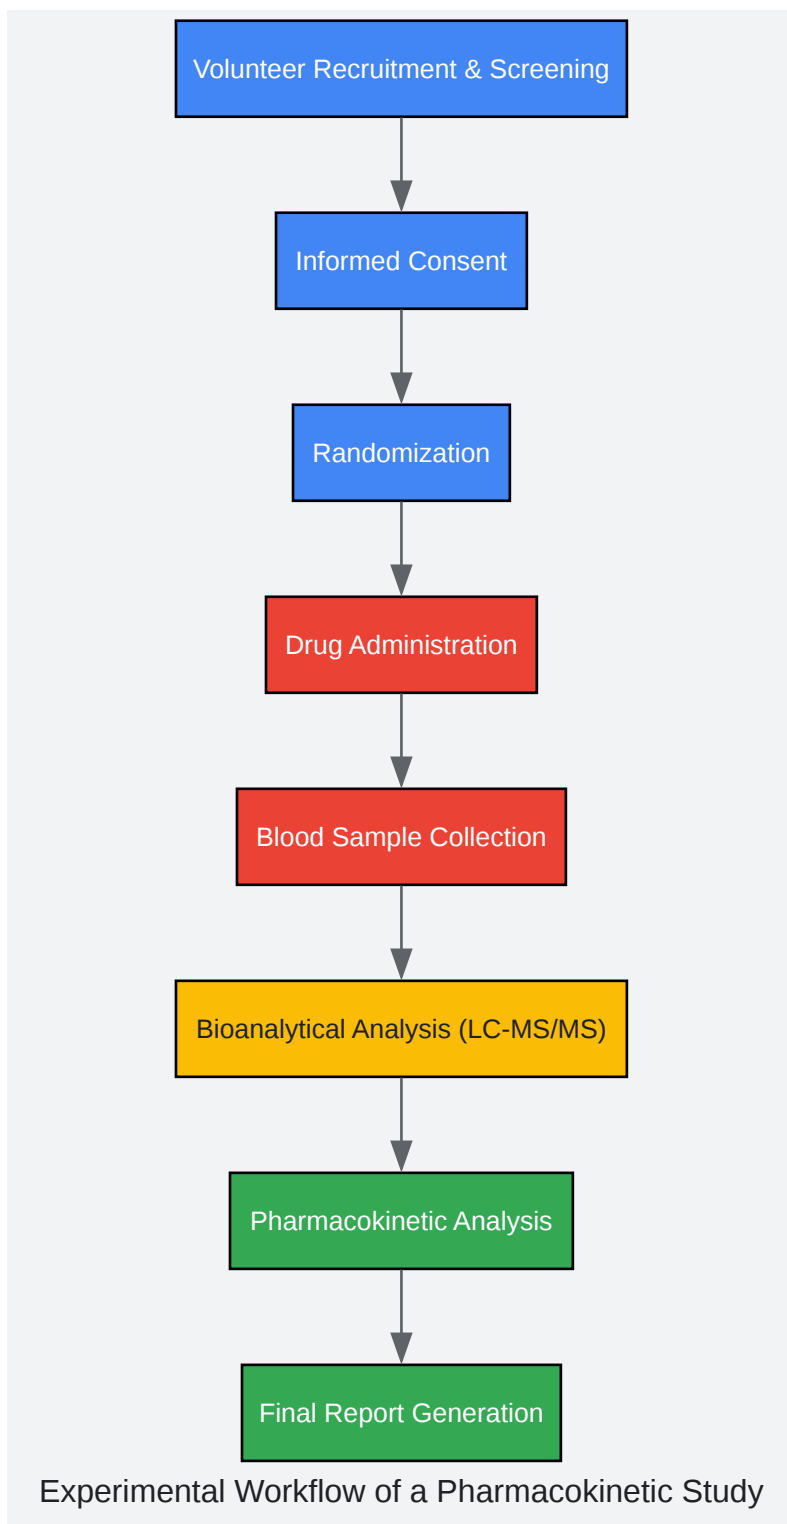 Volunteer Recruitment & Screening
Informed Consent
Randomization
Drug Administration
Blood Sample Collection
Bioanalytical Analysis (LC-MS/MS)
Pharmacokinetic Analysis
Final Report Generation
Experimental Workflow of a Pharmacokinetic Study